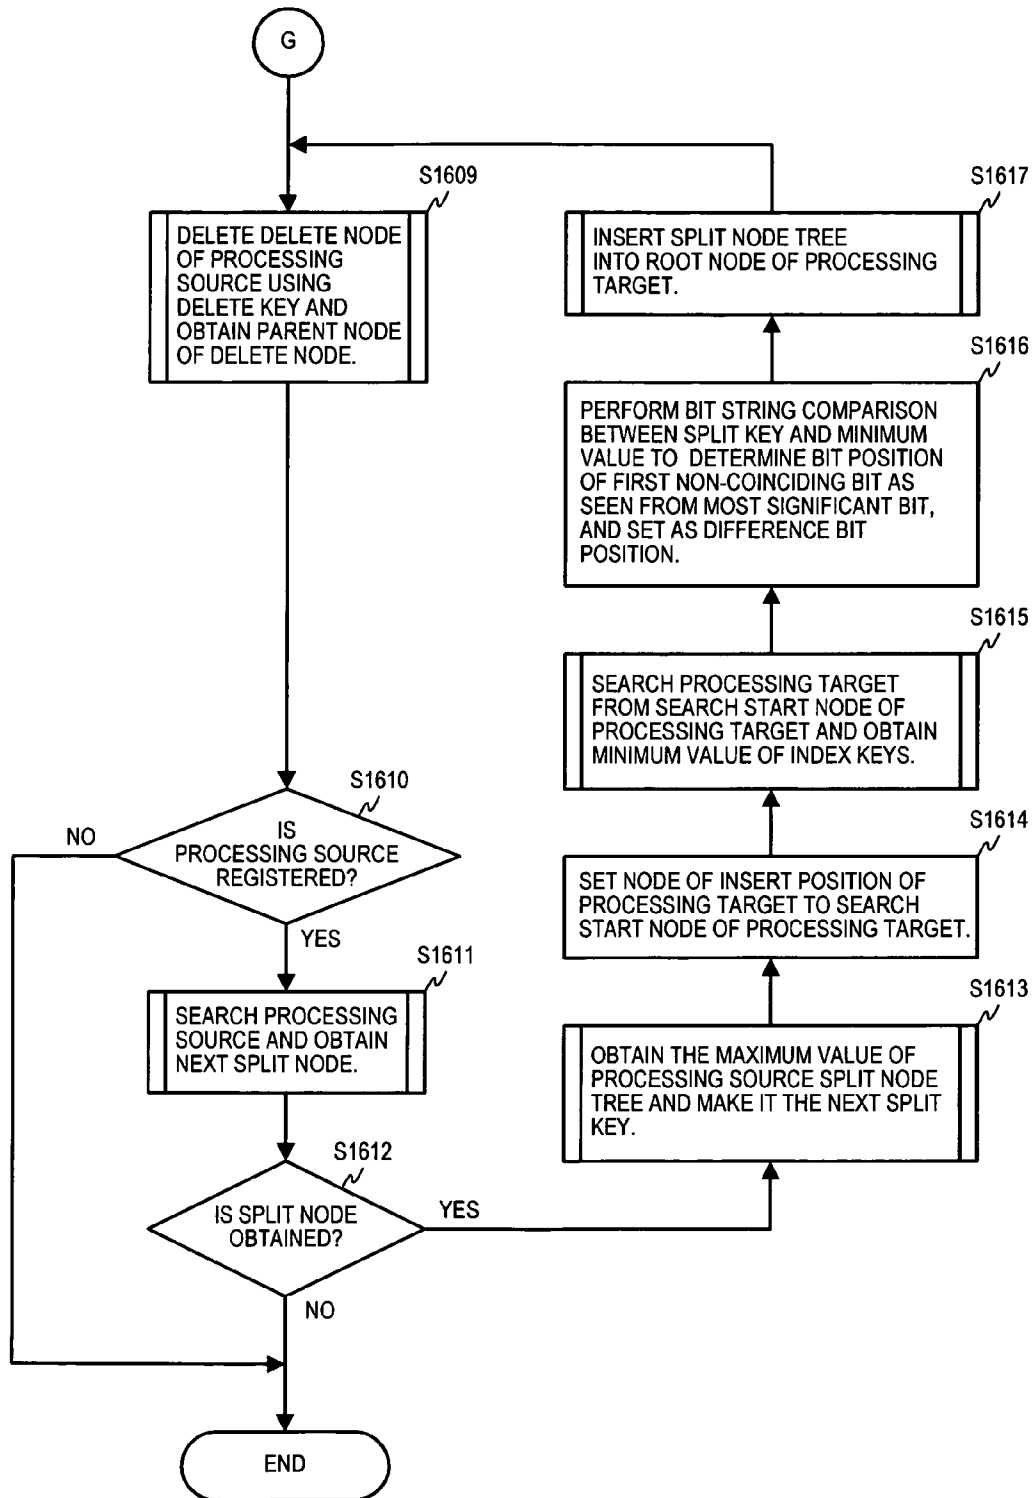 G
S1609
DELETE DELETE NODE
OF PROCESSING
SOURCE USING
DELETE KEY AND
OBTAIN PARENT NODE
OF DELETE NODE.
S1610
IS
PROCESSING SOURCE
REGISTERED?
NO
YES
S1611
SEARCH PROCESSING
SOURCE AND OBTAIN
NEXT SPLIT NODE.
S1612
IS SPLIT NODE
OBTAINED?
YES
NO
END
S1617
INSERT SPLIT NODE TREE
INTO ROOT NODE OF PROCESSING
TARGET.
S1616
PERFORM BIT STRING COMPARISON
BETWEEN SPLIT KEY AND MINIMUM
VALUE TO DETERMINE BIT POSITION
OF FIRST NON-COINCIDING BIT AS
SEEN FROM MOST SIGNIFICANT BIT,
AND SET AS DIFFERENCE BIT
POSITION.
S1615
SEARCH PROCESSING TARGET
FROM SEARCH START NODE OF
PROCESSING TARGET AND OBTAIN
MINIMUM VALUE OF INDEX KEYS.
S1614
SET NODE OF INSERT POSITION OF
PROCESSING TARGET TO SEARCH
START NODE OF PROCESSING TARGET.
S1613
OBTAIN THE MAXIMUM VALUE OF
PROCESSING SOURCE SPLIT NODE
TREE AND MAKE IT THE NEXT SPLIT
KEY.